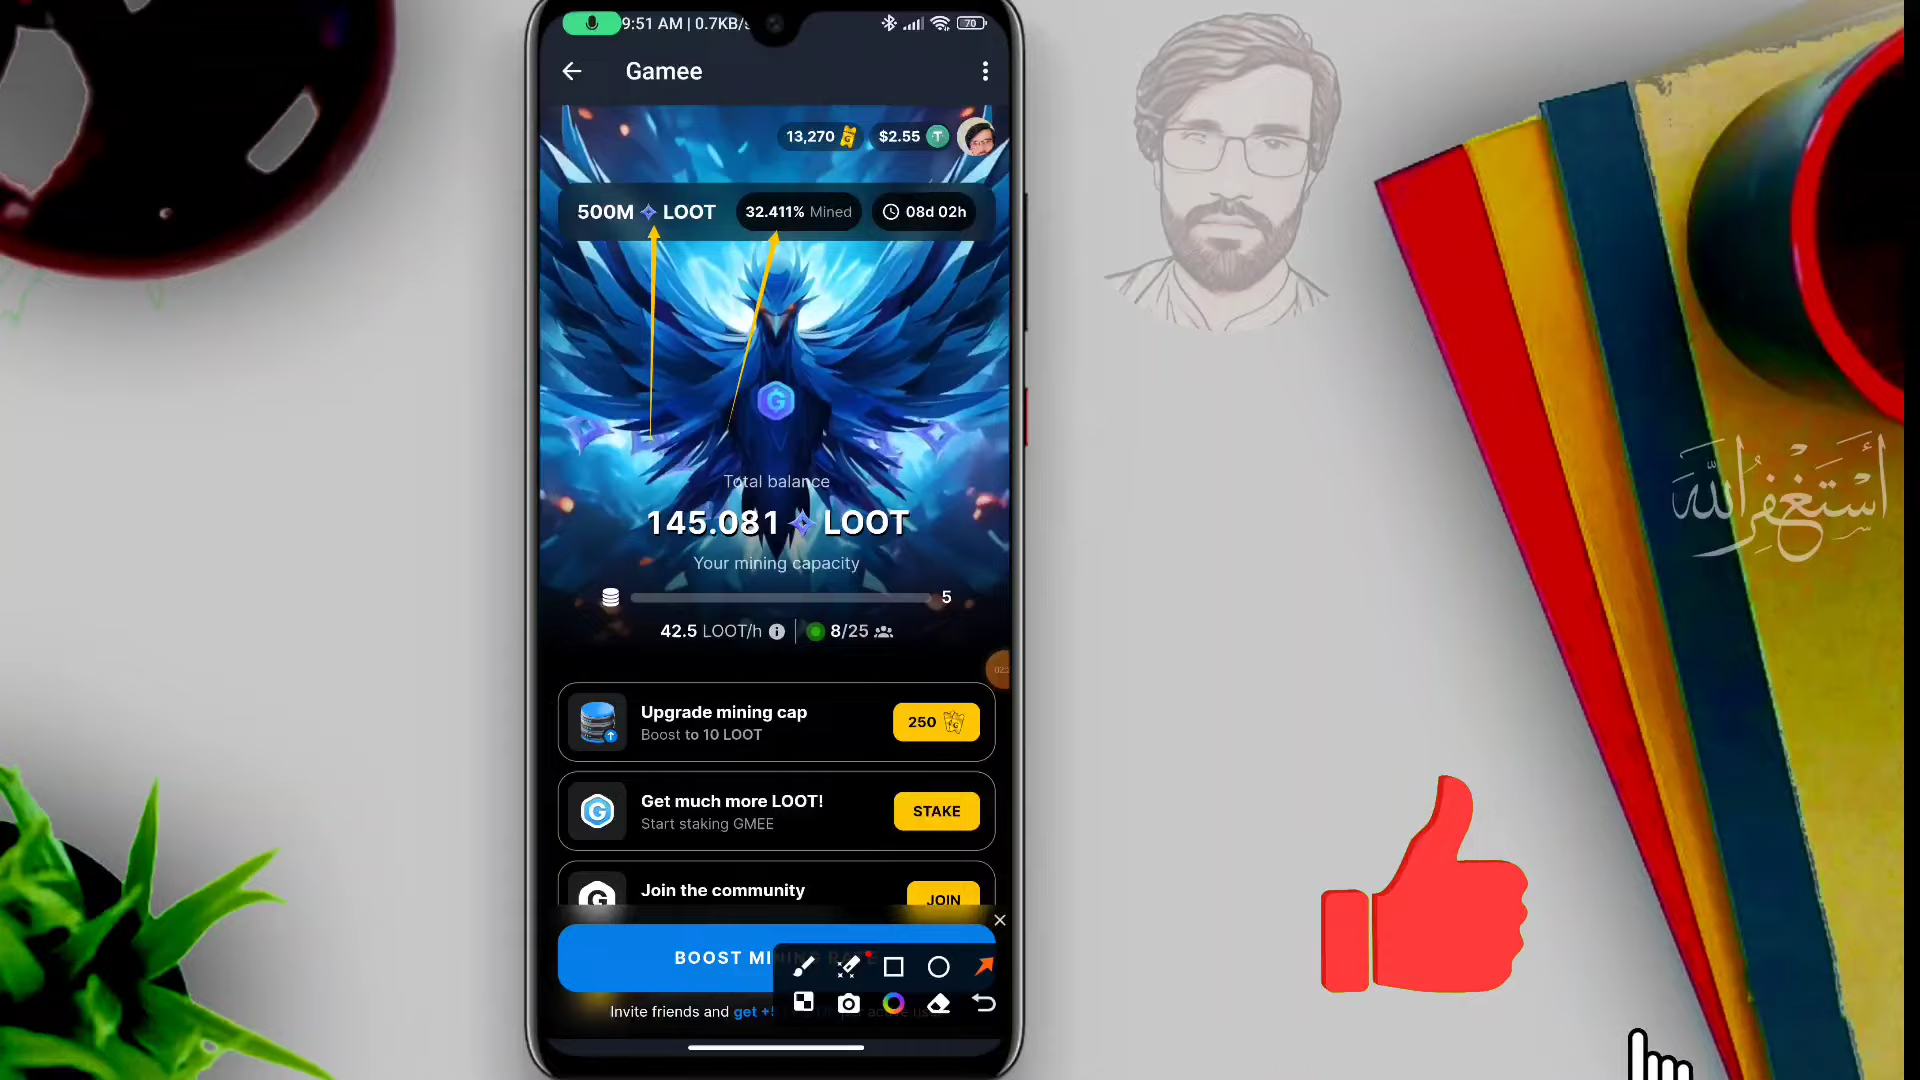 9:51 AM | 0.7KB/s
70
Gamee
13,270
$2.55
500M LOOT
32.411% Mined
08d 02h
Total balance
145.081 LOOT
Your mining capacity
5
42.5 LOOT/h
8/25
Upgrade mining cap
Boost to 10 LOOT
250
Get much more LOOT!
Start staking GMEE
STAKE
Join the community
JOIN
BOOST MINING RATE
Invite friends and get
أستغفر الله